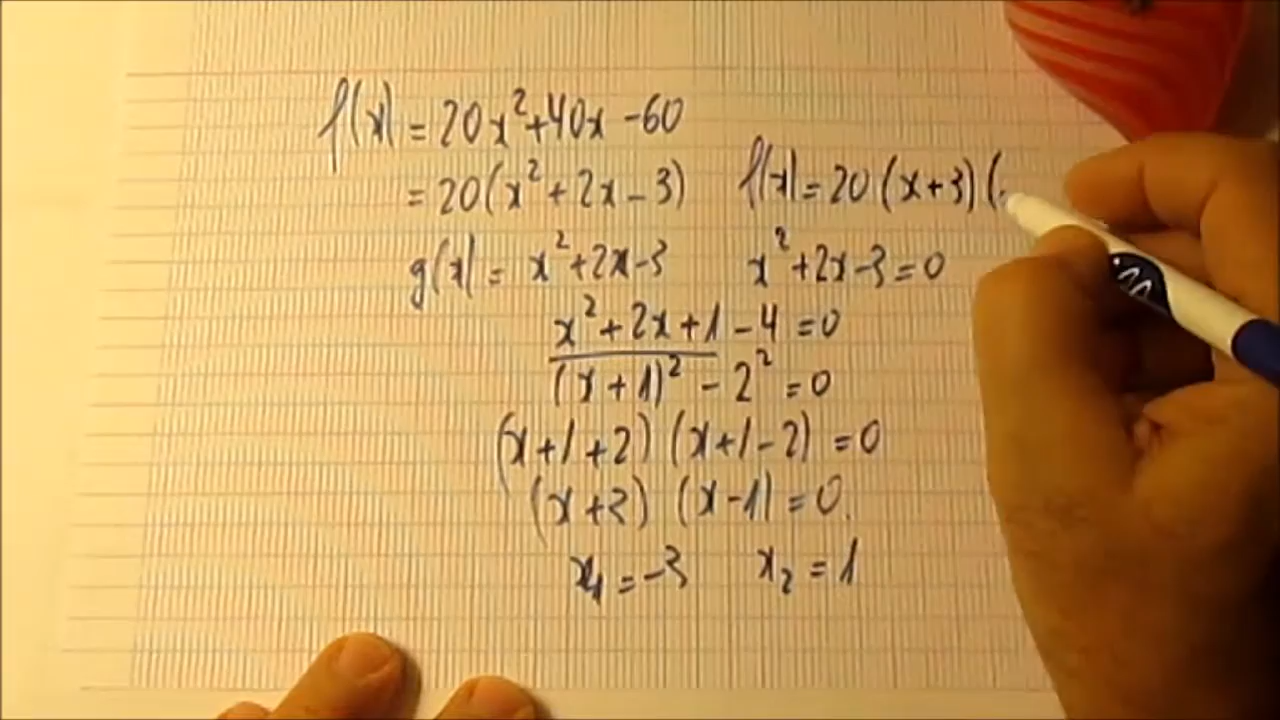 f(x) = 20x²+40x -60
= 20(x² + 2x - 3)
f(x) = 20 (x+3) (
g(x) = x²+2x-3
x²+2x-3=0
x²+2x+1-4=0
(x+1)² - 2² = 0
(x+1+2) (x+1-2) = 0
(x+3) (x-1) = 0.
x₁ = -3 x₂ = 1